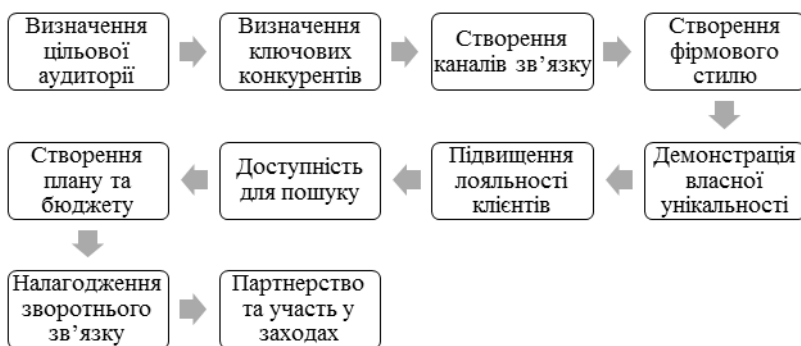 Визначення
цільової
аудиторії
Визначення
ключових
конкурентів
Створення
каналів зв’язку
Створення
фірмового
стилю
Демонстрація
власної
унікальності
Підвищення
лояльності
клієнтів
Доступність
для пошуку
Створення
плану та
бюджету
Налагодження
зворотнього
зв’язку
Партнерство
та участь у
заходах